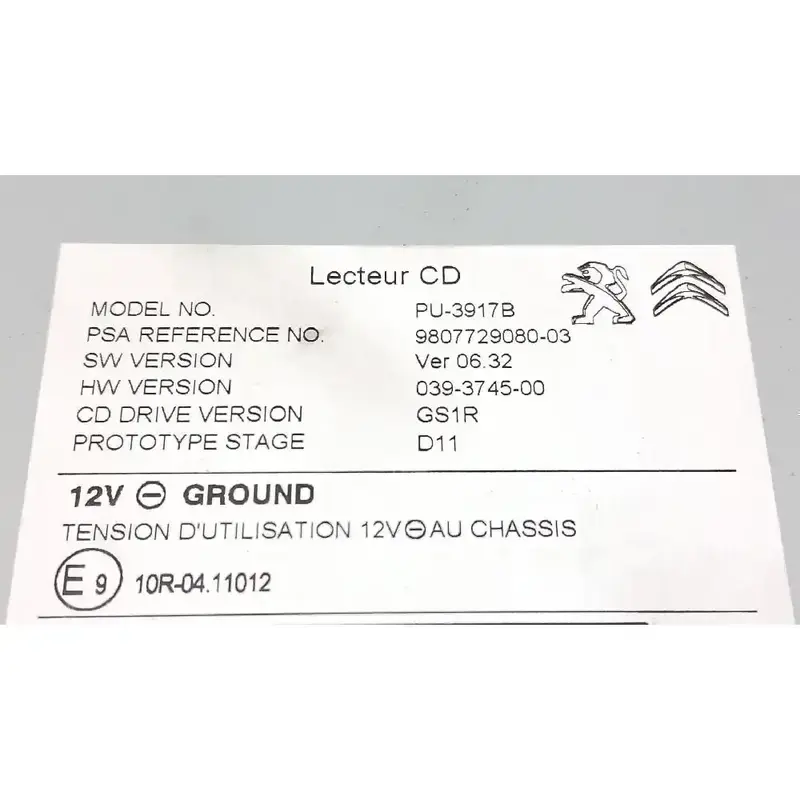 Lecteur CD
MODEL NO. PU-3917B
PSA REFERENCE NO. 9807729080-03
SW VERSION Ver 06.32
HW VERSION 039-3745-00
CD DRIVE VERSION GS1R
PROTOTYPE STAGE D11
12V ⊖ GROUND
TENSION D'UTILISATION 12V⊖AU CHASSIS
E9 10R-04.11012